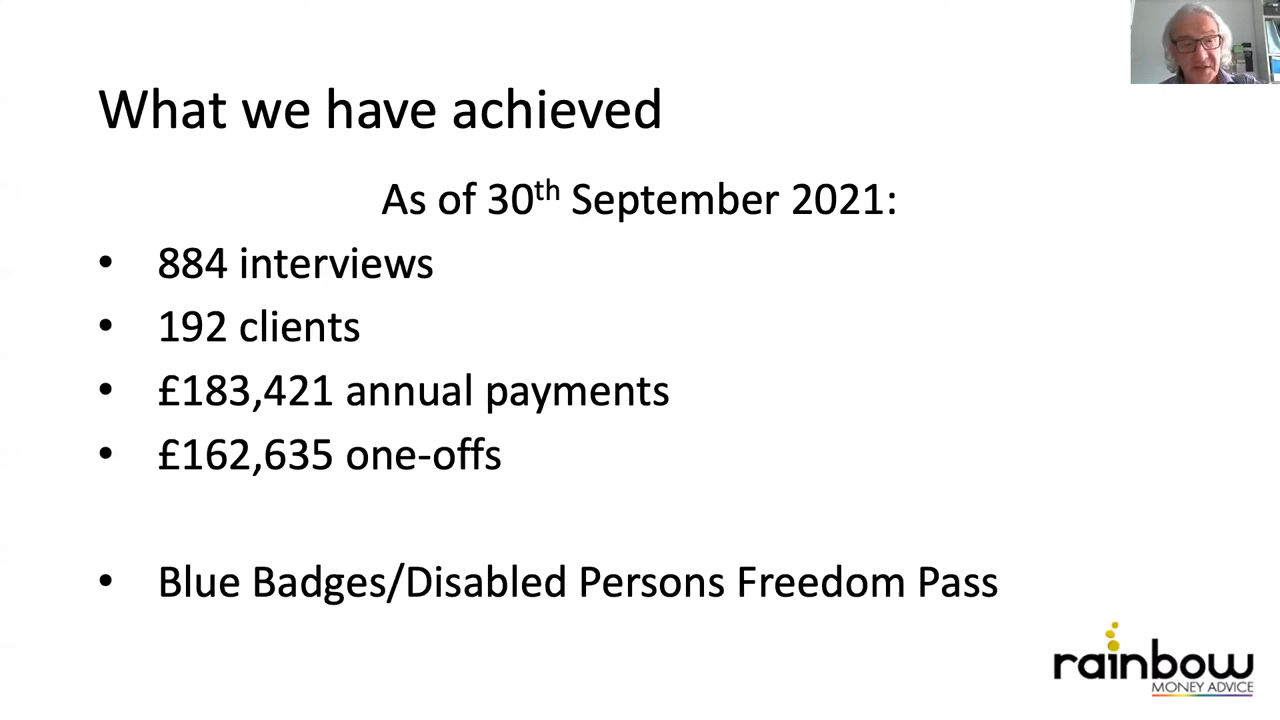 What we have achieved
As of 30th September 2021:
• 884 interviews
• 192 clients
• £183,421 annual payments
• £162,635 one-offs
• Blue Badges/Disabled Persons Freedom Pass
rainbow
MONEY ADVICE